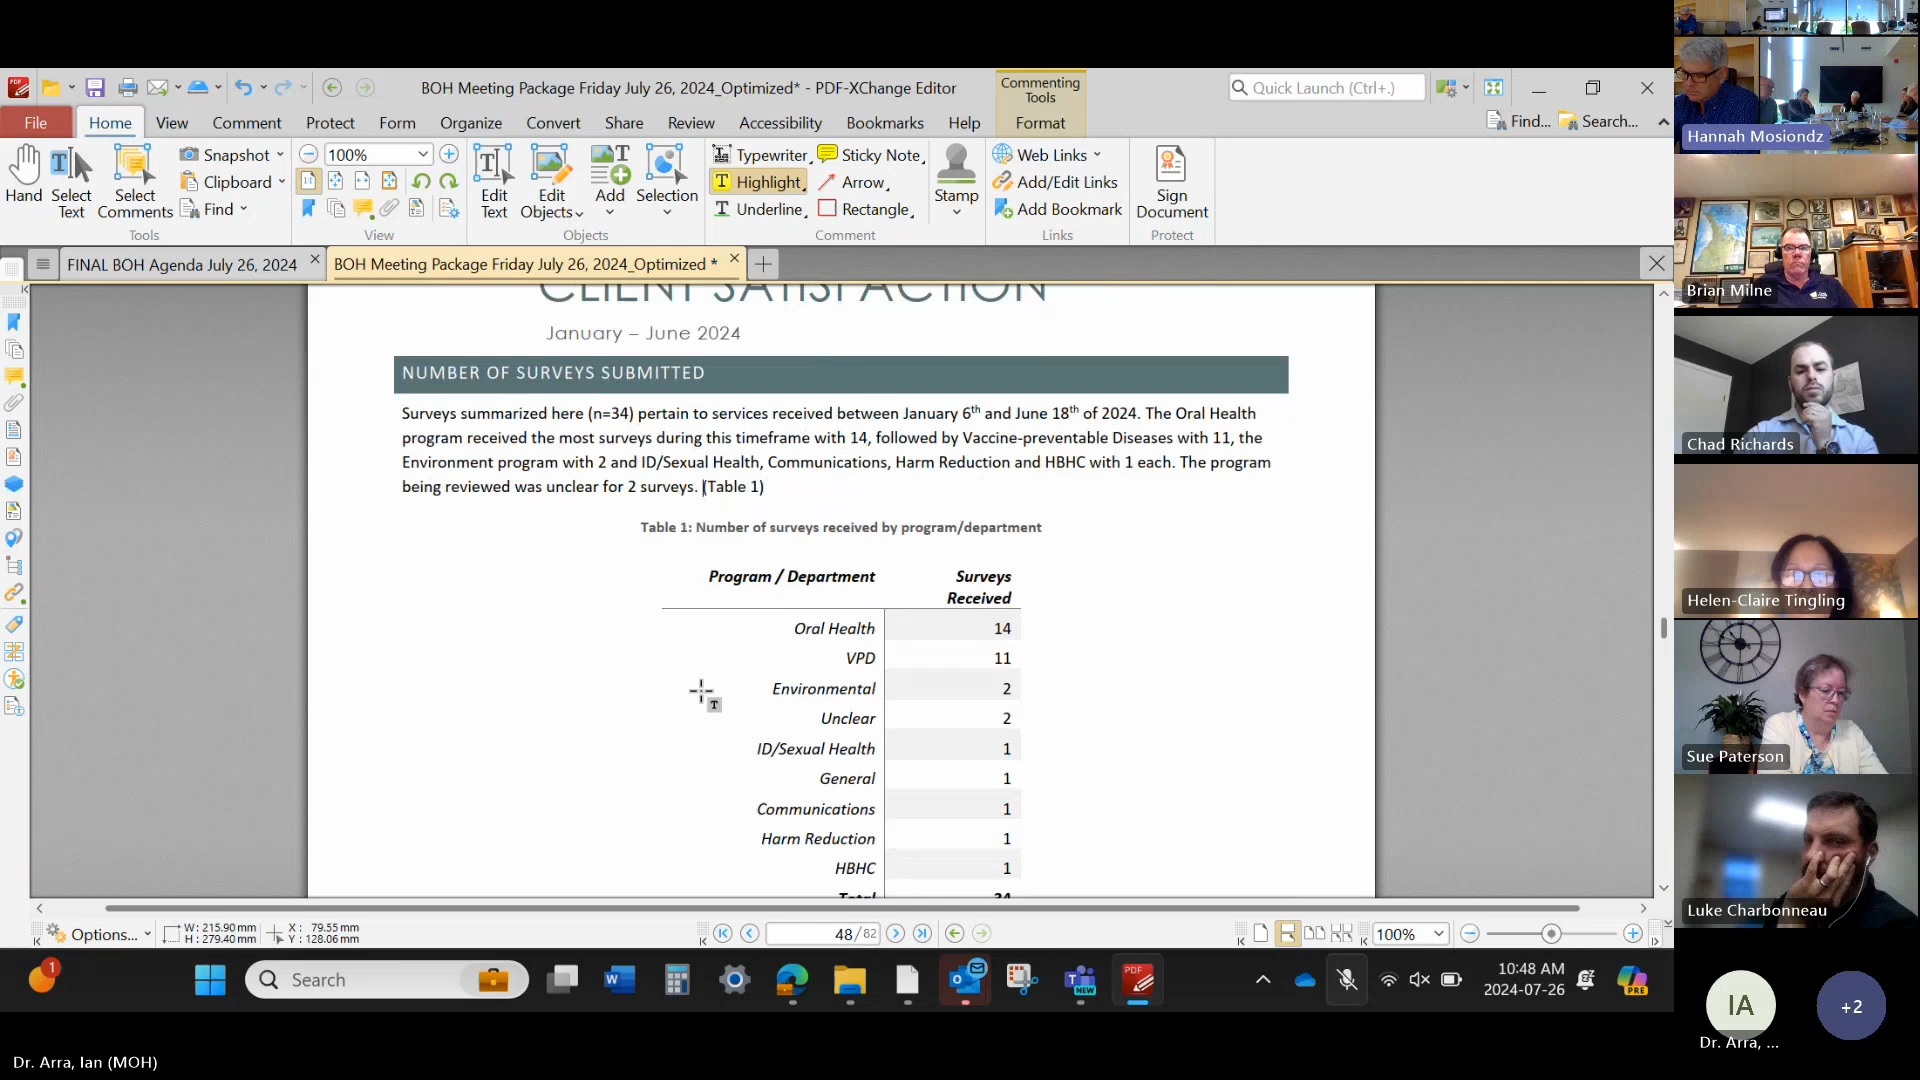 BOH Meeting Package Friday July 26, 2024_Optimized* - PDF-XChange Editor
Commenting Tools
Quick Launch (Ctrl+.)
File
Home
View
Comment
Protect
Form
Organize
Convert
Share
Review
Accessibility
Bookmarks
Help
Format
Find...
Search...
Hand
Select Text
Select Comments
Snapshot
Clipboard
Find
Tools
100%
View
Edit Text
Edit Objects
Add
Selection
Objects
Typewriter
Sticky Note
Highlight
Arrow
Underline
Rectangle
Stamp
Comment
Web Links
Add/Edit Links
Add Bookmark
Links
Sign Document
Protect
FINAL BOH Agenda July 26, 2024
BOH Meeting Package Friday July 26, 2024_Optimized *
CLIENT SATISFACTION
January – June 2024
NUMBER OF SURVEYS SUBMITTED
Surveys summarized here (n=34) pertain to services received between January 6th and June 18th of 2024. The Oral Health
program received the most surveys during this timeframe with 14, followed by Vaccine-preventable Diseases with 11, the
Environment program with 2 and ID/Sexual Health, Communications, Harm Reduction and HBHC with 1 each. The program
being reviewed was unclear for 2 surveys. (Table 1)
Table 1: Number of surveys received by program/department
Program / Department Surveys Received
Oral Health 14
VPD 11
Environmental 2
Unclear 2
ID/Sexual Health 1
General 1
Communications 1
Harm Reduction 1
HBHC 1
Total 34
Options...
W: 215.90 mm
H: 279.40 mm
X: 79.55 mm
Y: 128.06 mm
48 / 82
100%
1
Search
NEW
PDF
10:48 AM
2024-07-26
PRE
Hannah Mosiondz
Brian Milne
Chad Richards
Helen-Claire Tingling
Sue Paterson
Luke Charbonneau
IA
+2
Dr. Arra, ...
Dr. Arra, Ian (MOH)